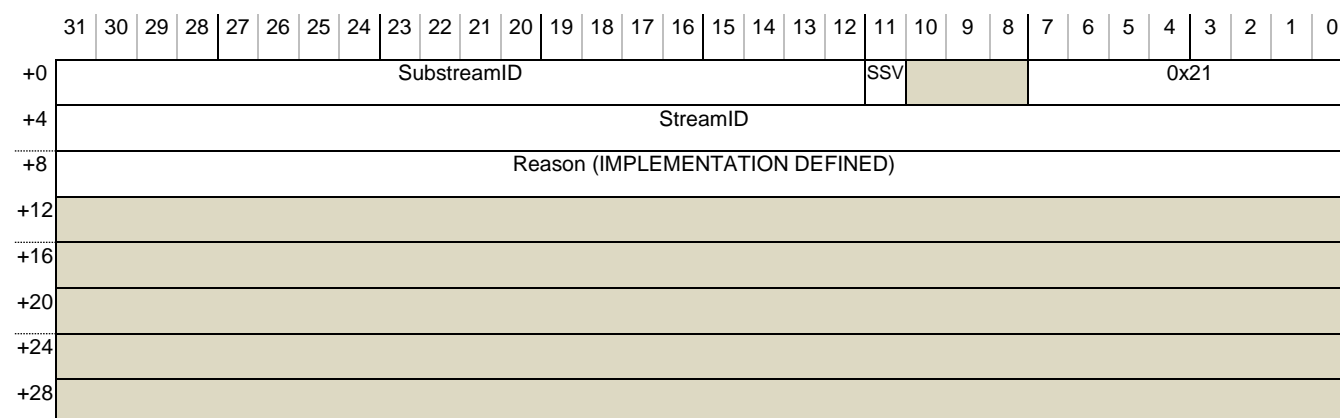 31 30 29 28 27 26 25 24 23 22 21 20 19 18 17 16 15 14 13 12 11 10 9 8 7 6 5 4 3 2 1 0
+0 SubstreamID SSV 0x21
+4 StreamID
+8 Reason (IMPLEMENTATION DEFINED)
+12
+16
+20
+24
+28